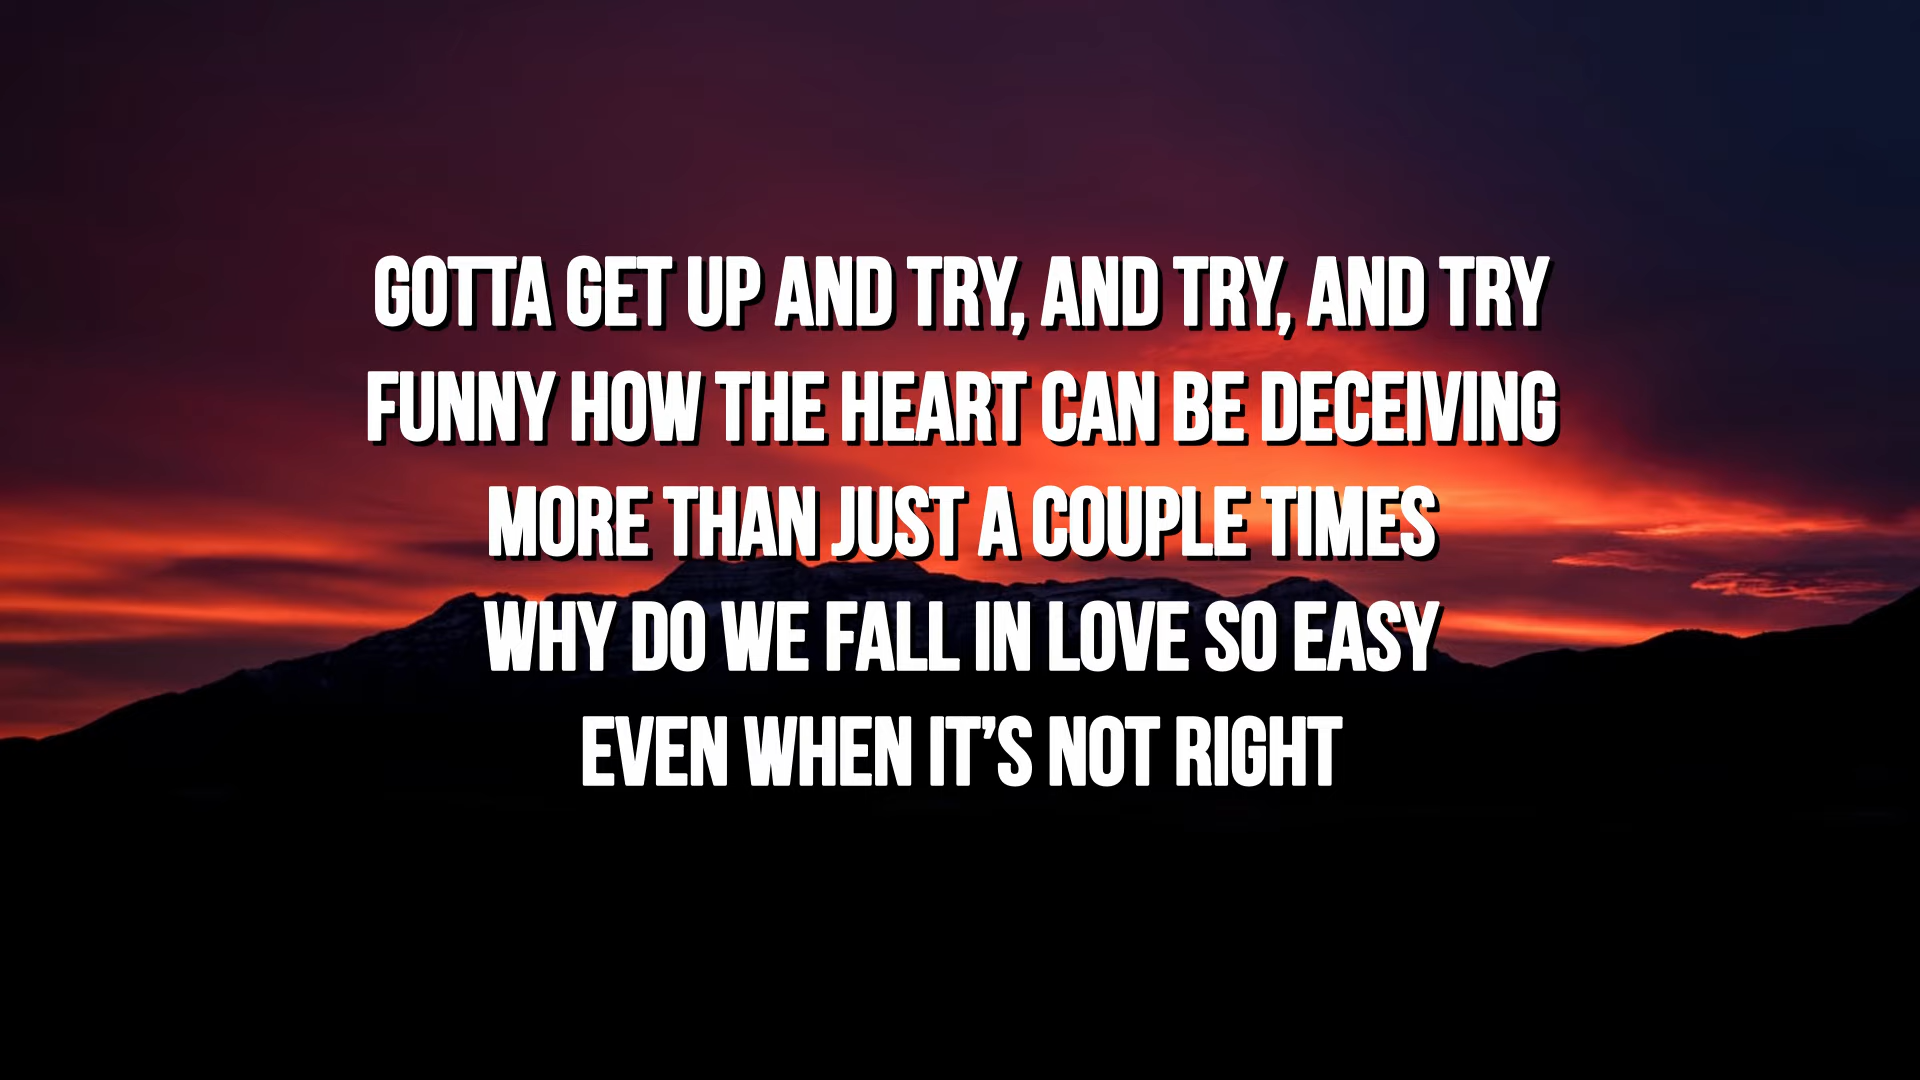 GOTTA GET UP AND TRY, AND TRY, AND TRY
FUNNY HOW THE HEART CAN BE DECEIVING
MORE THAN JUST A COUPLE TIMES
WHY DO WE FALL IN LOVE SO EASY
EVEN WHEN IT’S NOT RIGHT